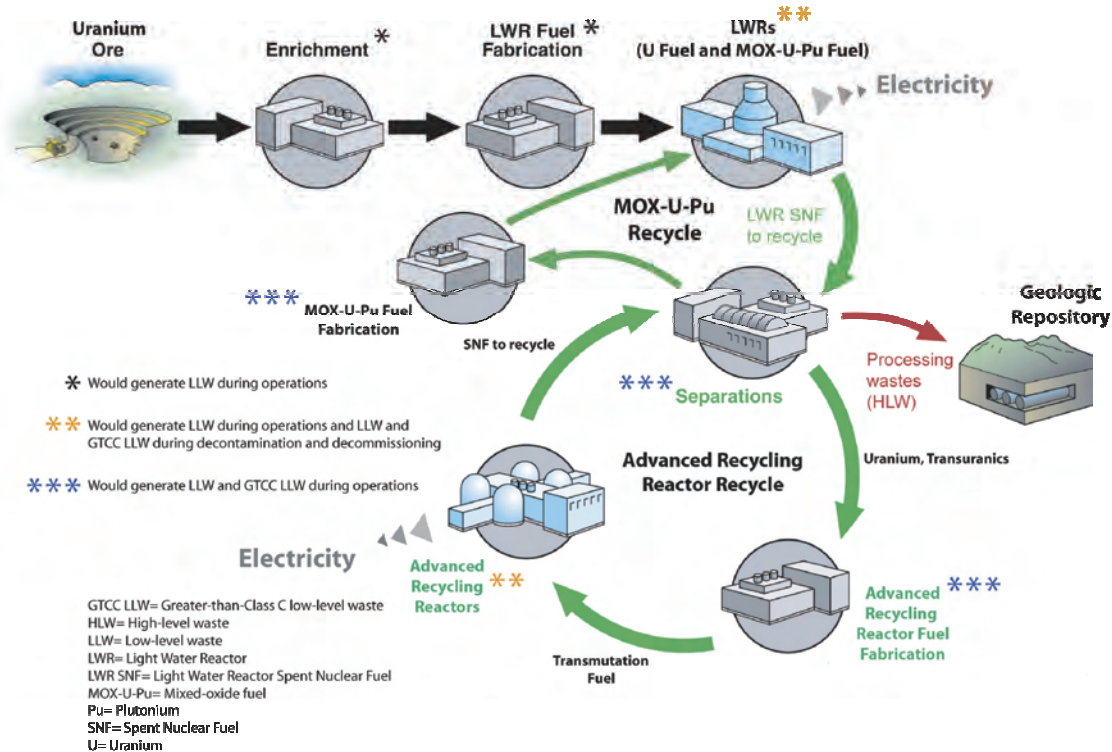 Uranium
Ore
Enrichment *
LWR Fuel *
Fabrication
LWRs **
(U Fuel and MOX-U-Pu Fuel)
Electricity
MOX-U-Pu
Recycle
LWR SNF
to recycle
*** MOX-U-Pu Fuel
Fabrication
SNF to recycle
Geologic
Repository
Processing
wastes
(HLW)
*** Separations
* Would generate LLW during operations
** Would generate LLW during operations and LLW and
GTCC LLW during decontamination and decommissioning
*** Would generate LLW and GTCC LLW during operations
Advanced Recycling
Reactor Recycle
Uranium, Transuranics
Electricity
Advanced
Recycling **
Reactors
Advanced ***
Recycling
Reactor Fuel
Fabrication
Transmutation
Fuel
GTCC LLW= Greater-than-Class C low-level waste
HLW= High-level waste
LLW= Low-level waste
LWR= Light Water Reactor
LWR SNF= Light Water Reactor Spent Nuclear Fuel
MOX-U-Pu= Mixed-oxide fuel
Pu= Plutonium
SNF= Spent Nuclear Fuel
U= Uranium